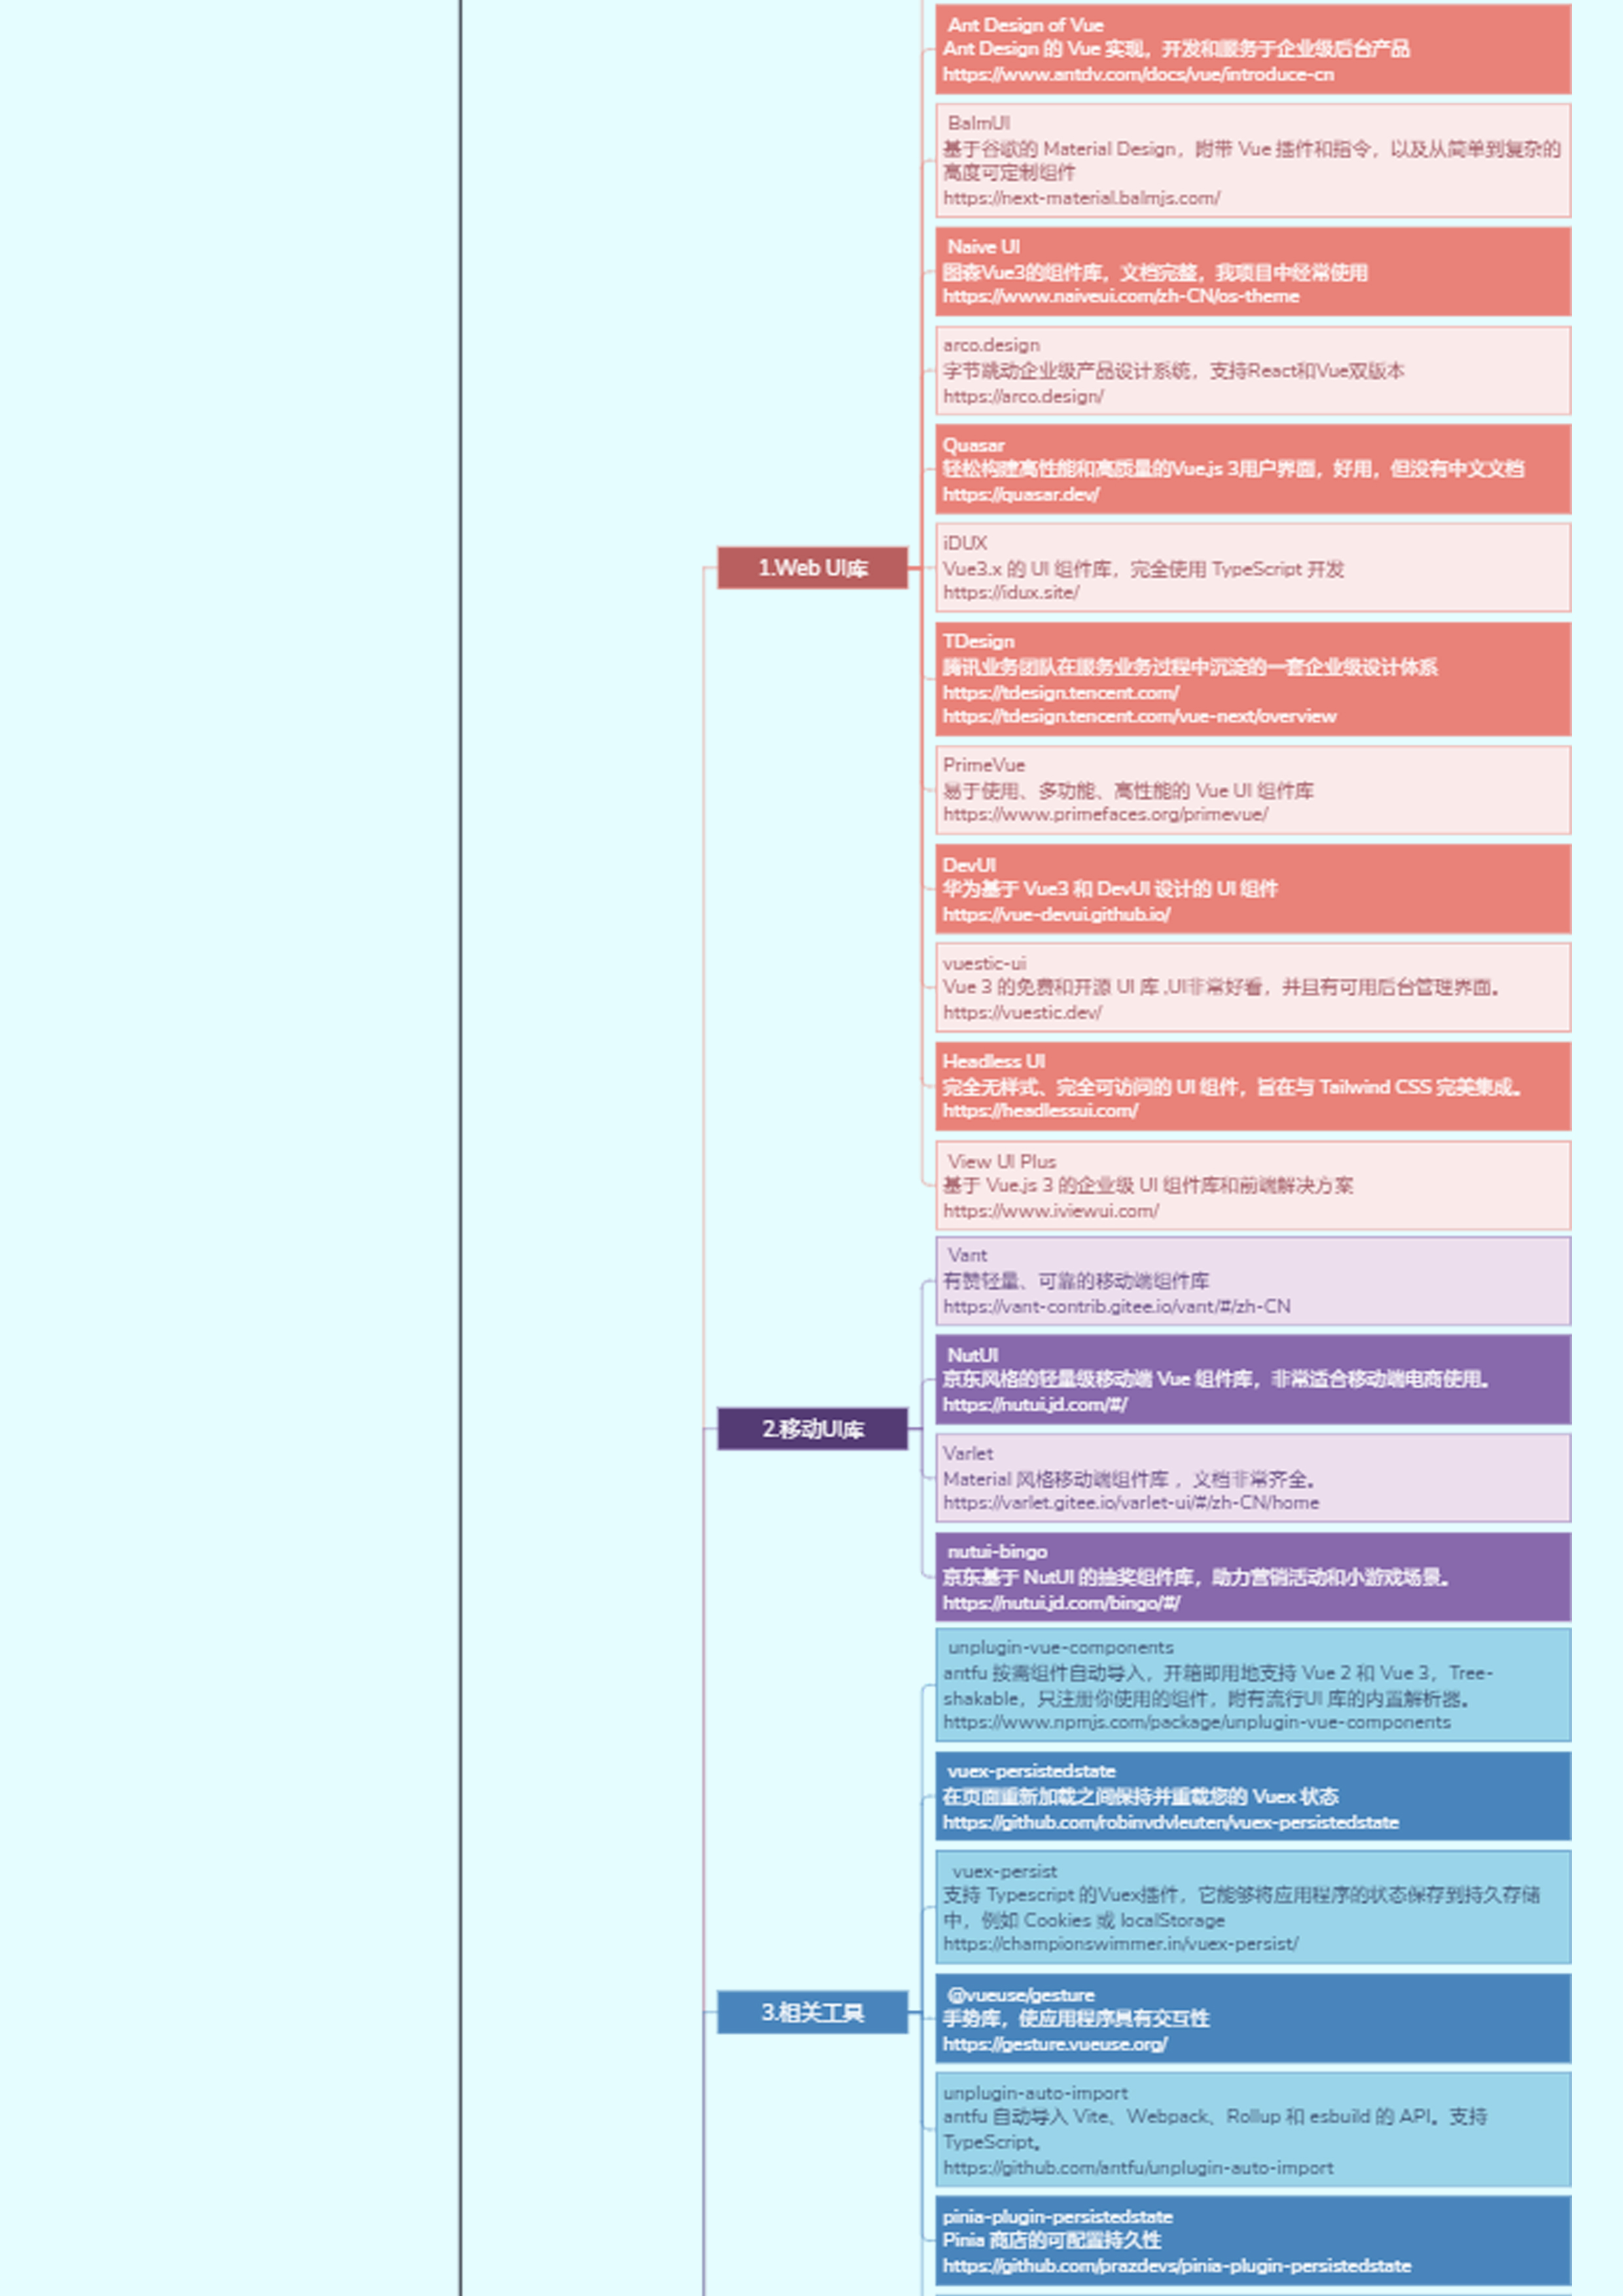 Ant Design of Vue
Ant Design 的 Vue 实现，开发和服务于企业级后台产品
https://www.antdv.com/docs/vue/introduce-cn
BalmUI
基于谷歌的 Material Design，附带 Vue 插件和指令，以及从简单到复杂的
高度可定制组件
https://next-material.balmjs.com/
Naive UI
图森Vue3的组件库，文档完整，我项目中经常使用
https://www.naiveui.com/zh-CN/os-theme
arco.design
字节跳动企业级产品设计系统，支持React和Vue双版本
https://arco.design/
Quasar
轻松构建高性能和高质量的Vue.js 3用户界面，好用，但没有中文文档
https://quasar.dev/
1.Web UI库
iDUX
Vue3.x 的 UI 组件库，完全使用 TypeScript 开发
https://idux.site/
TDesign
腾讯业务团队在服务业务过程中沉淀的一套企业级设计体系
https://tdesign.tencent.com/
https://tdesign.tencent.com/vue-next/overview
PrimeVue
易于使用、多功能、高性能的 Vue UI 组件库
https://www.primefaces.org/primevue/
DevUI
华为基于 Vue3 和 DevUI 设计的 UI 组件
https://vue-devui.github.io/
vuestic-ui
Vue 3 的免费和开源 UI 库 ,UI非常好看，并且有可用后台管理界面。
https://vuestic.dev/
Headless UI
完全无样式、完全可访问的 UI 组件，旨在与 Tailwind CSS 完美集成。
https://headlessui.com/
View UI Plus
基于 Vue.js 3 的企业级 UI 组件库和前端解决方案
https://www.iviewui.com/
Vant
有赞轻量、可靠的移动端组件库
https://vant-contrib.gitee.io/vant/#/zh-CN
NutUI
京东风格的轻量级移动端 Vue 组件库，非常适合移动端电商使用。
https://nutui.jd.com/#/
2.移动UI库
Varlet
Material 风格移动端组件库 ，文档非常齐全。
https://varlet.gitee.io/varlet-ui/#/zh-CN/home
nutui-bingo
京东基于 NutUI 的抽奖组件库，助力营销活动和小游戏场景。
https://nutui.jd.com/bingo/#/
unplugin-vue-components
antfu 按需组件自动导入，开箱即用地支持 Vue 2 和 Vue 3，Tree-
shakable，只注册你使用的组件，附有流行UI 库的内置解析器。
https://www.npmjs.com/package/unplugin-vue-components
vuex-persistedstate
在页面重新加载之间保持并重载您的 Vuex 状态
https://github.com/robinvdvleuten/vuex-persistedstate
vuex-persist
支持 Typescript 的Vuex插件，它能够将应用程序的状态保存到持久存储
中，例如 Cookies 或 localStorage
https://championswimmer.in/vuex-persist/
3.相关工具
@vueuse/gesture
手势库，使应用程序具有交互性
https://gesture.vueuse.org/
unplugin-auto-import
antfu 自动导入 Vite、Webpack、Rollup 和 esbuild 的 API。支持
TypeScript。
https://github.com/antfu/unplugin-auto-import
pinia-plugin-persistedstate
Pinia 商店的可配置持久性
https://github.com/prazdevs/pinia-plugin-persistedstate